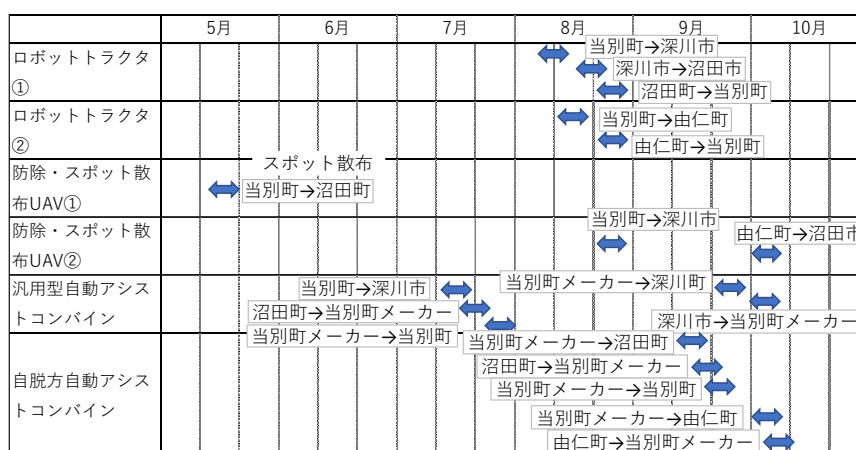 5月 6月 7月 8月 9月 10月
ロボットトラクタ
①
当別町→深川市
深川市→沼田市
沼田町→当別町
ロボットトラクタ
②
当別町→由仁町
由仁町→当別町
防除・スポット散
布UAV①
スポット散布
当別町→沼田町
防除・スポット散
布UAV②
当別町→深川市
由仁町→沼田市
汎用型自動アシス
トコンバイン
当別町→深川市
沼田町→当別町メーカー
当別町メーカー→当別町
当別町メーカー→深川町
深川市→当別町メーカー
自脱方自動アシス
トコンバイン
当別町メーカー→沼田町
沼田町→当別町メーカー
当別町メーカー→当別町
当別町メーカー→由仁町
由仁町→当別町メーカー